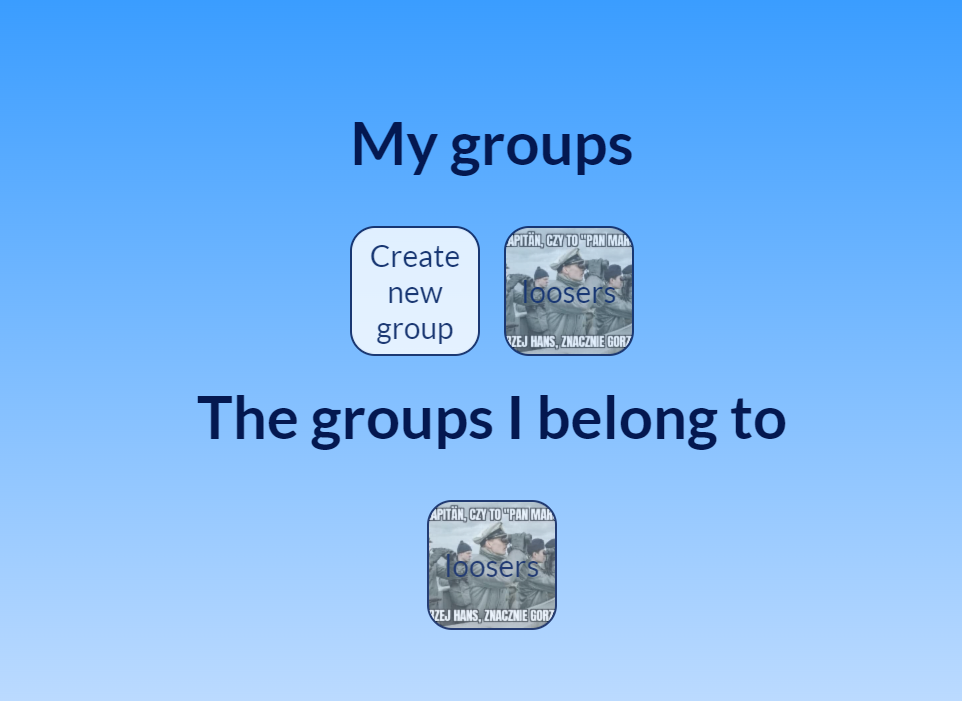 My groups
Create
new
group
APITÄN, CZY TO "PAN MAR
loosers
RZEJ HANS, ZNACZNIE GORZ
The groups I belong to
APITÄN, CZY TO "PAN MAR
loosers
RZEJ HANS, ZNACZNIE GORZ